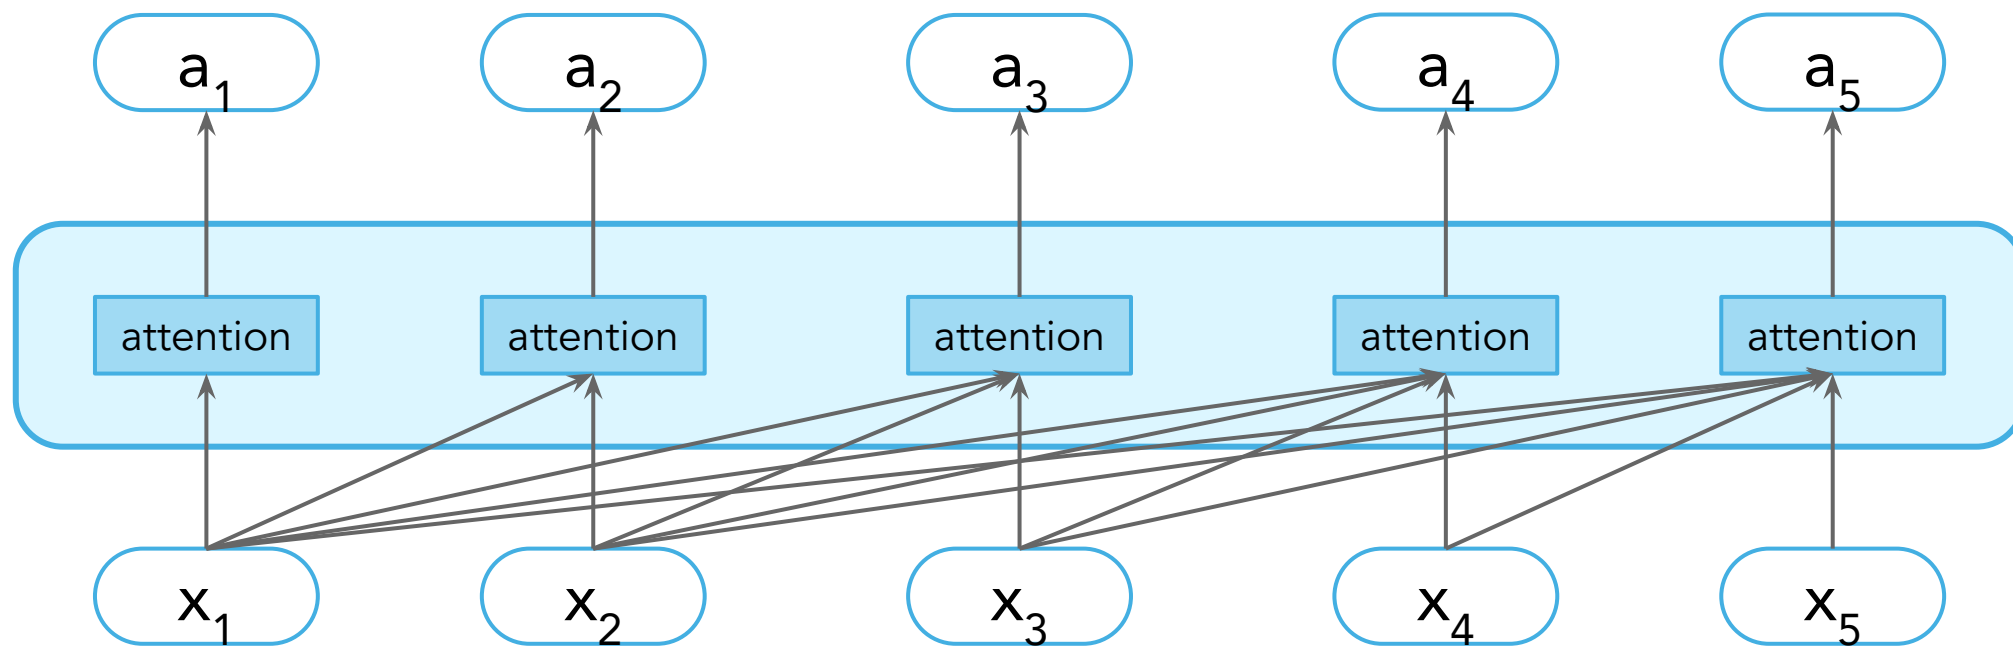 a1 a2 a3 a4 a5
attention attention attention attention attention
x1 x2 x3 x4 x5